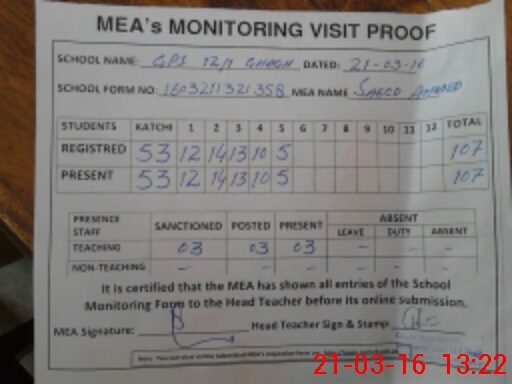 MEA's MONITORING VISIT PROOF
SCHOOL NAME: GPS 12/1 DATED: 21-03-16
SCHOOL FORM NO: 1603211321358 MEA NAME SAEED AHMED
STUDENTS KATCHI 1 2 3 4 5 6 7 8 9 10 11 12 TOTAL
REGISTRED 53 12 14 13 10 5 107
PRESENT 53 12 14 13 10 5 107
PRESENCE STAFF SANCTIONED POSTED PRESENT ABSENT
LEAVE DUTY ABSENT
TEACHING 03 03 03 - - -
NON-TEACHING - - - - - -
It is certified that the MEA has shown all entries of the School
Monitoring Form to the Head Teacher before its online submission.
MEA Signature: Head Teacher Sign & Stamp:
21-03-16 13:22